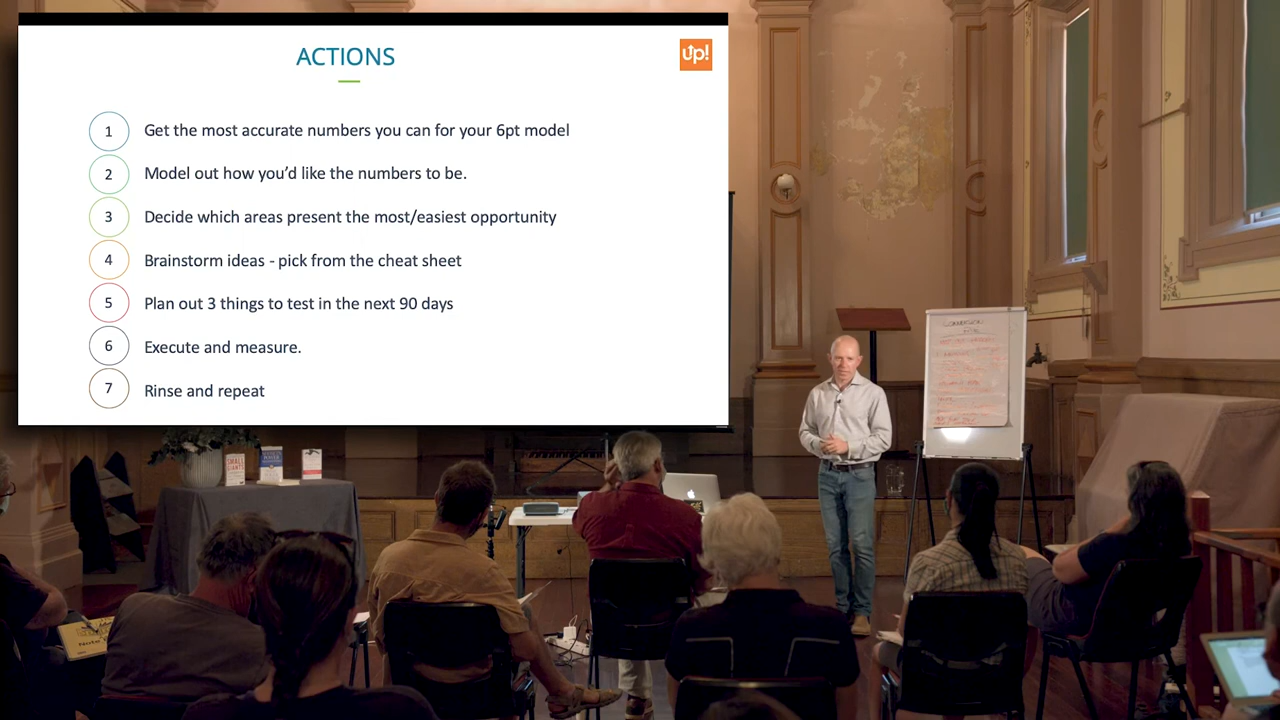 ACTIONS
up!
1 Get the most accurate numbers you can for your 6pt model
2 Model out how you’d like the numbers to be.
3 Decide which areas present the most/easiest opportunity
4 Brainstorm ideas - pick from the cheat sheet
5 Plan out 3 things to test in the next 90 days
6 Execute and measure.
7 Rinse and repeat
SMALL
GIANTS